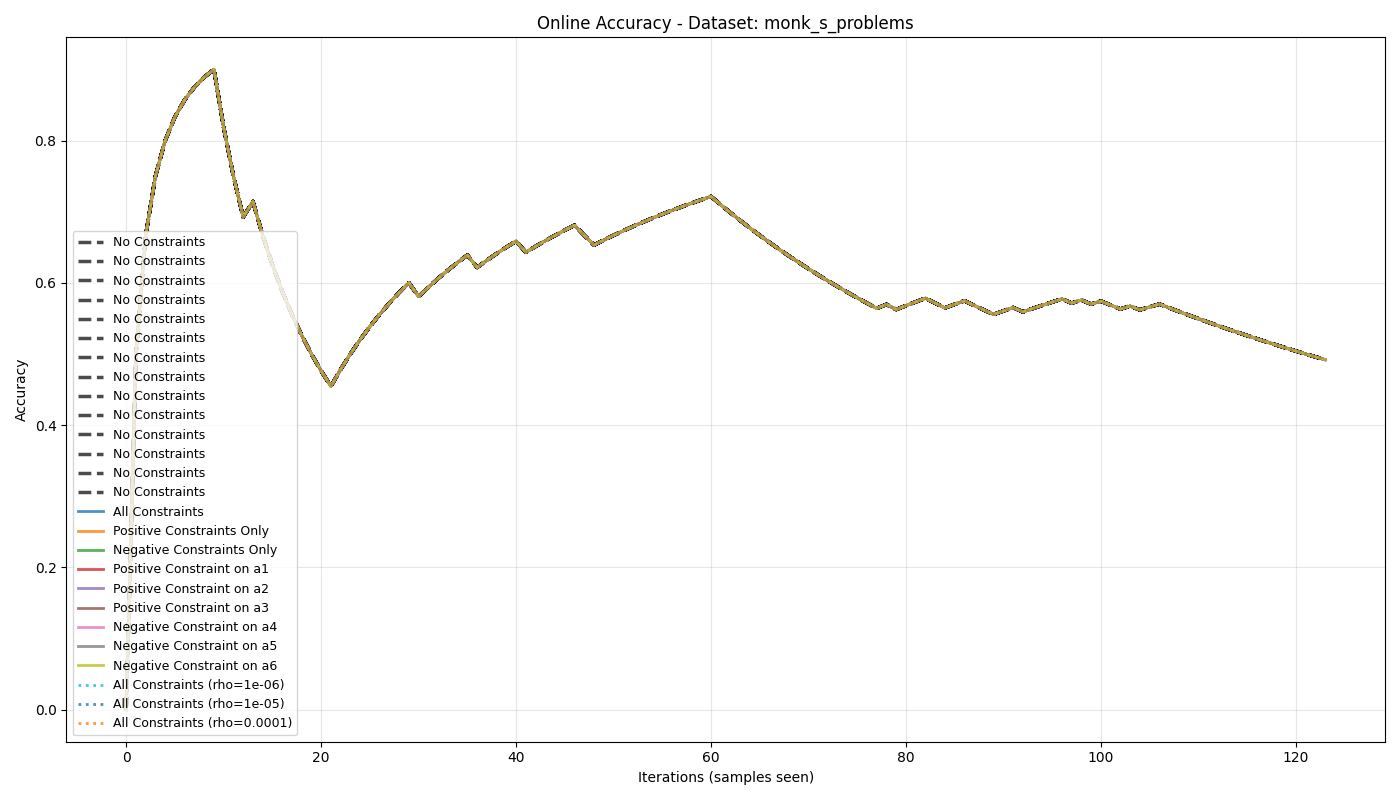 Online Accuracy - Dataset: monk_s_problems
Accuracy
0.8
0.6
0.4
0.2
0.0
No Constraints
No Constraints
No Constraints
No Constraints
No Constraints
No Constraints
No Constraints
No Constraints
No Constraints
No Constraints
No Constraints
No Constraints
No Constraints
No Constraints
All Constraints
Positive Constraints Only
Negative Constraints Only
Positive Constraint on a1
Positive Constraint on a2
Positive Constraint on a3
Negative Constraint on a4
Negative Constraint on a5
Negative Constraint on a6
All Constraints (rho=1e-06)
All Constraints (rho=1e-05)
All Constraints (rho=0.0001)
0 20 40 60 80 100 120
Iterations (samples seen)